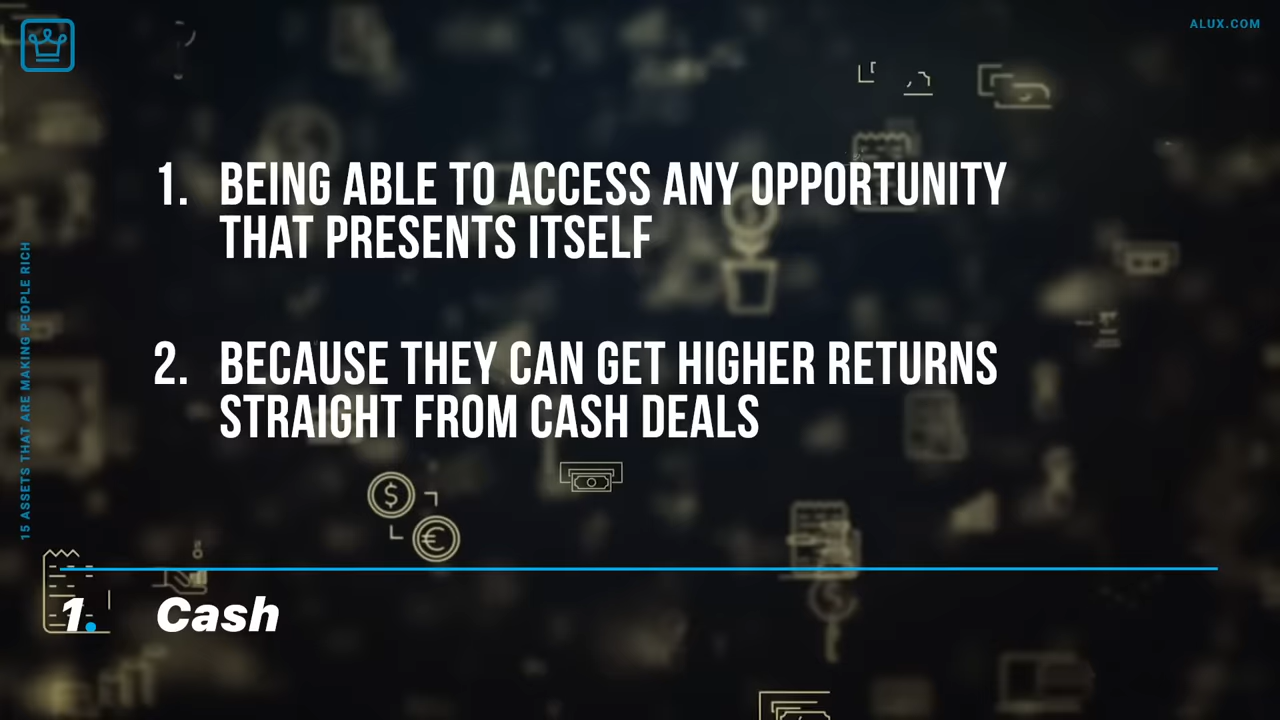 ALUX.COM
15 ASSETS THAT ARE MAKING PEOPLE RICH
1. BEING ABLE TO ACCESS ANY OPPORTUNITY
THAT PRESENTS ITSELF
2. BECAUSE THEY CAN GET HIGHER RETURNS
STRAIGHT FROM CASH DEALS
1. Cash